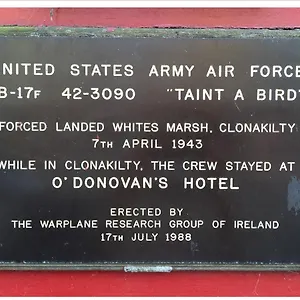 UNITED STATES ARMY AIR FORCE
B-17F 42-3090 "TAINT A BIRD"
FORCED LANDED WHITES MARSH, CLONAKILTY
7TH APRIL 1943
WHILE IN CLONAKILTY, THE CREW STAYED AT
O'DONOVAN'S HOTEL
ERECTED BY
THE WARPLANE RESEARCH GROUP OF IRELAND
17TH JULY 1988